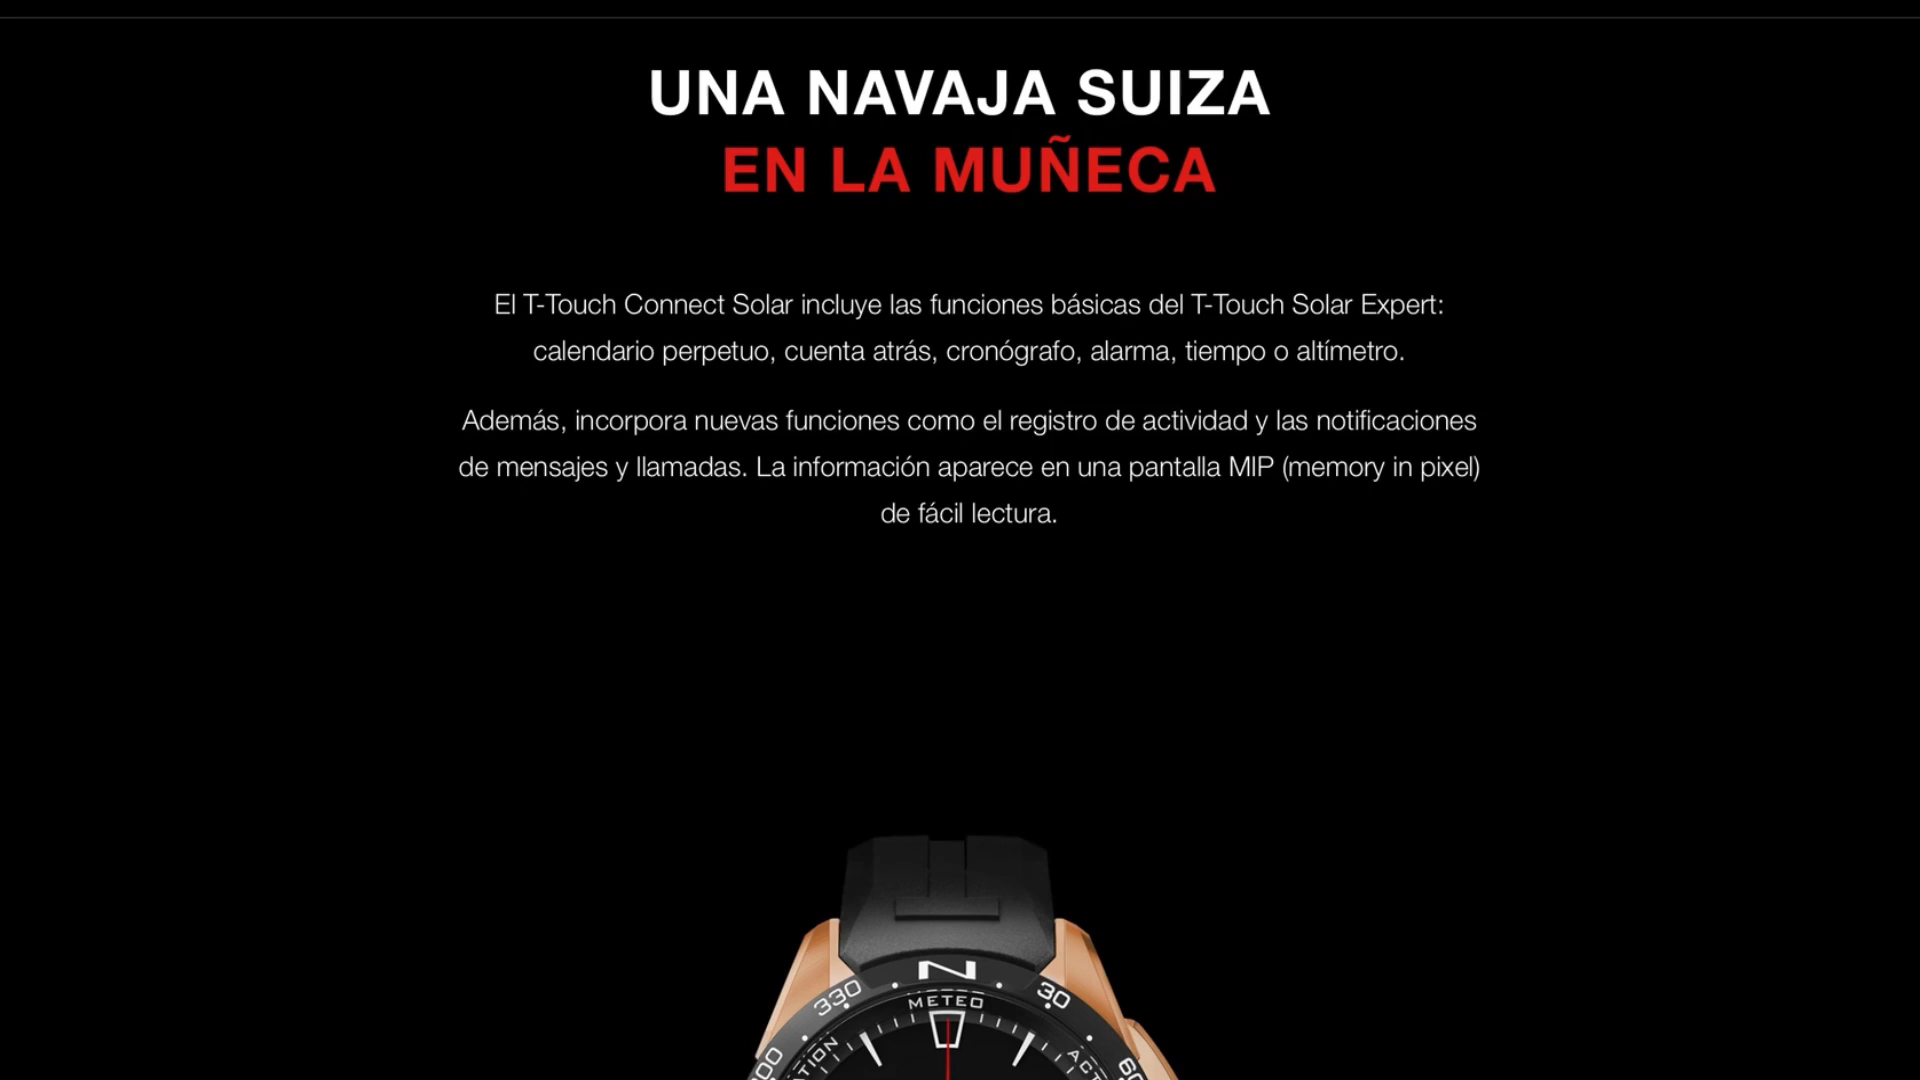 UNA NAVAJA SUIZA
EN LA MUÑECA
El T-Touch Connect Solar incluye las funciones básicas del T-Touch Solar Expert:
calendario perpetuo, cuenta atrás, cronógrafo, alarma, tiempo o altímetro.
Además, incorpora nuevas funciones como el registro de actividad y las notificaciones
de mensajes y llamadas. La información aparece en una pantalla MIP (memory in pixel)
de fácil lectura.
N
330
30
METEO